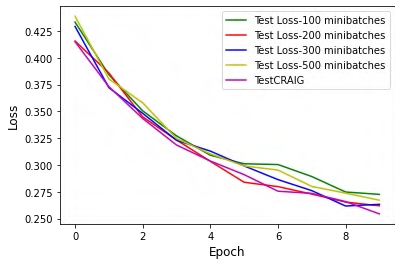 Test Loss-100 minibatches
Test Loss-200 minibatches
Test Loss-300 minibatches
Test Loss-500 minibatches
TestCRAIG
0.425
0.400
0.375
0.350
0.325
0.300
0.275
0.250
Loss
0 2 4 6 8
Epoch